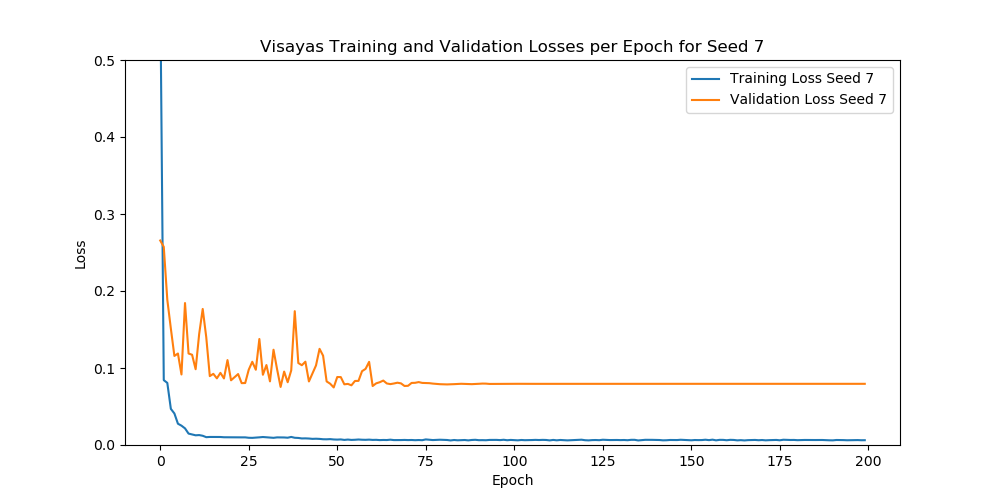 Visayas Training and Validation Losses per Epoch for Seed 7
Training Loss Seed 7
Validation Loss Seed 7
Loss
0.5
0.4
0.3
0.2
0.1
0.0
0 25 50 75 100 125 150 175 200
Epoch